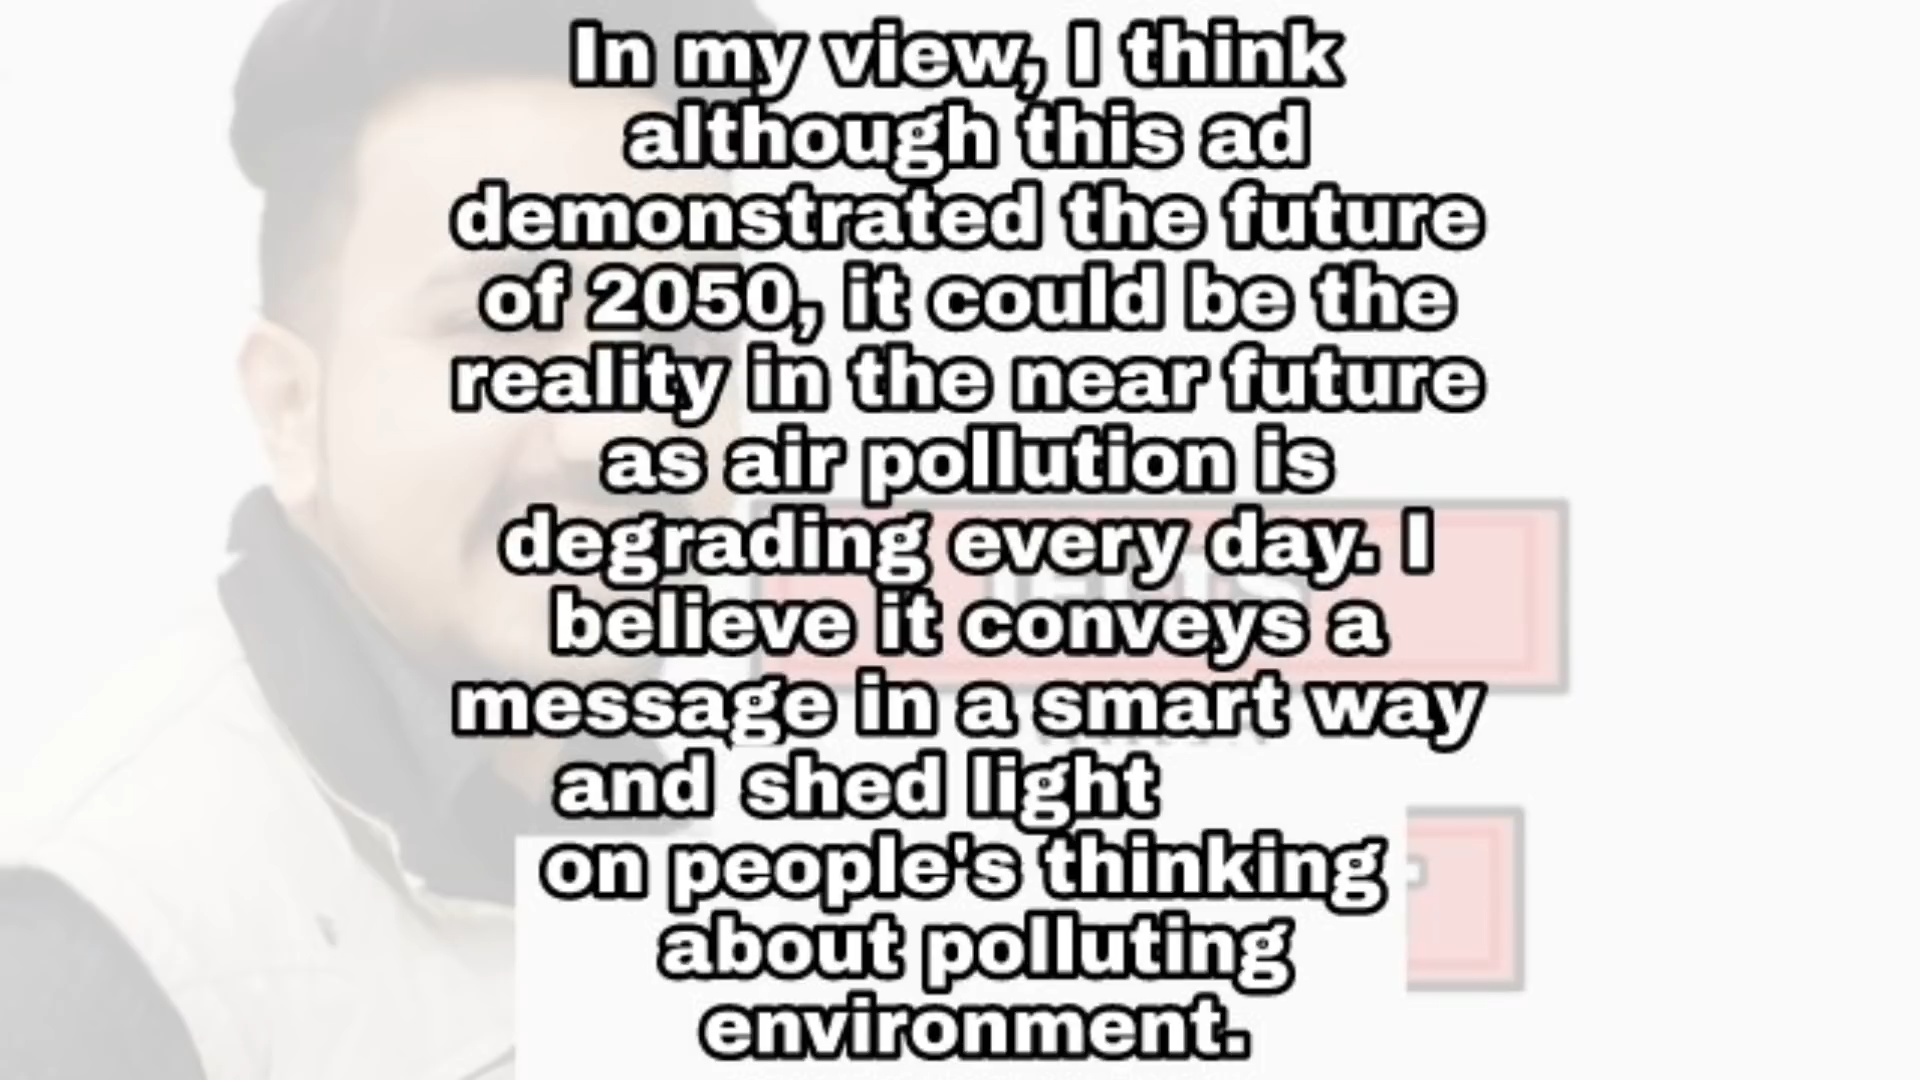 In my view, I think
although this ad
demonstrated the future
of 2050, it could be the
reality in the near future
as air pollution is
degrading every day. I
believe it conveys a
message in a smart way
and shed light
on people's thinking
about polluting
environment.